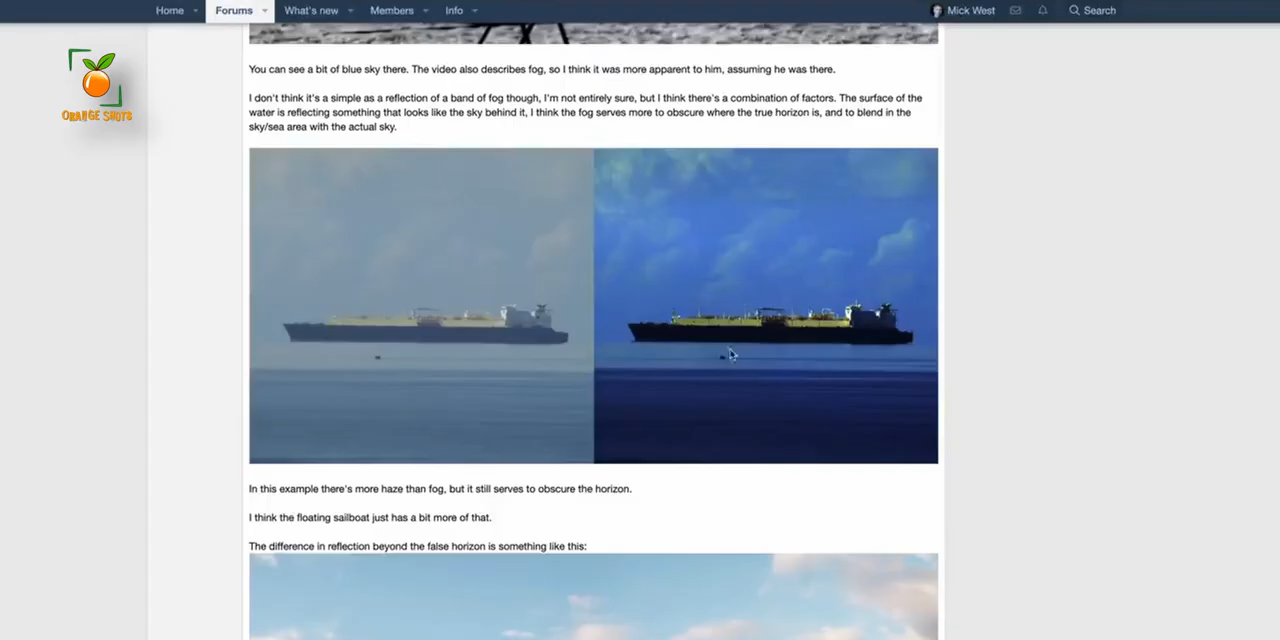 Home Forums What's new Members Info Mick West Search
ORANGE SHOTS
You can see a bit of blue sky there. The video also describes fog, so I think it was more apparent to him, assuming he was there.
I don't think it's a simple as a reflection of a band of fog though, I'm not entirely sure, but I think there's a combination of factors. The surface of the
water is reflecting something that looks like the sky behind it, I think the fog serves more to obscure where the true horizon is, and to blend in the
sky/sea area with the actual sky.
In this example there's more haze than fog, but it still serves to obscure the horizon.
I think the floating sailboat just has a bit more of that.
The difference in reflection beyond the false horizon is something like this: